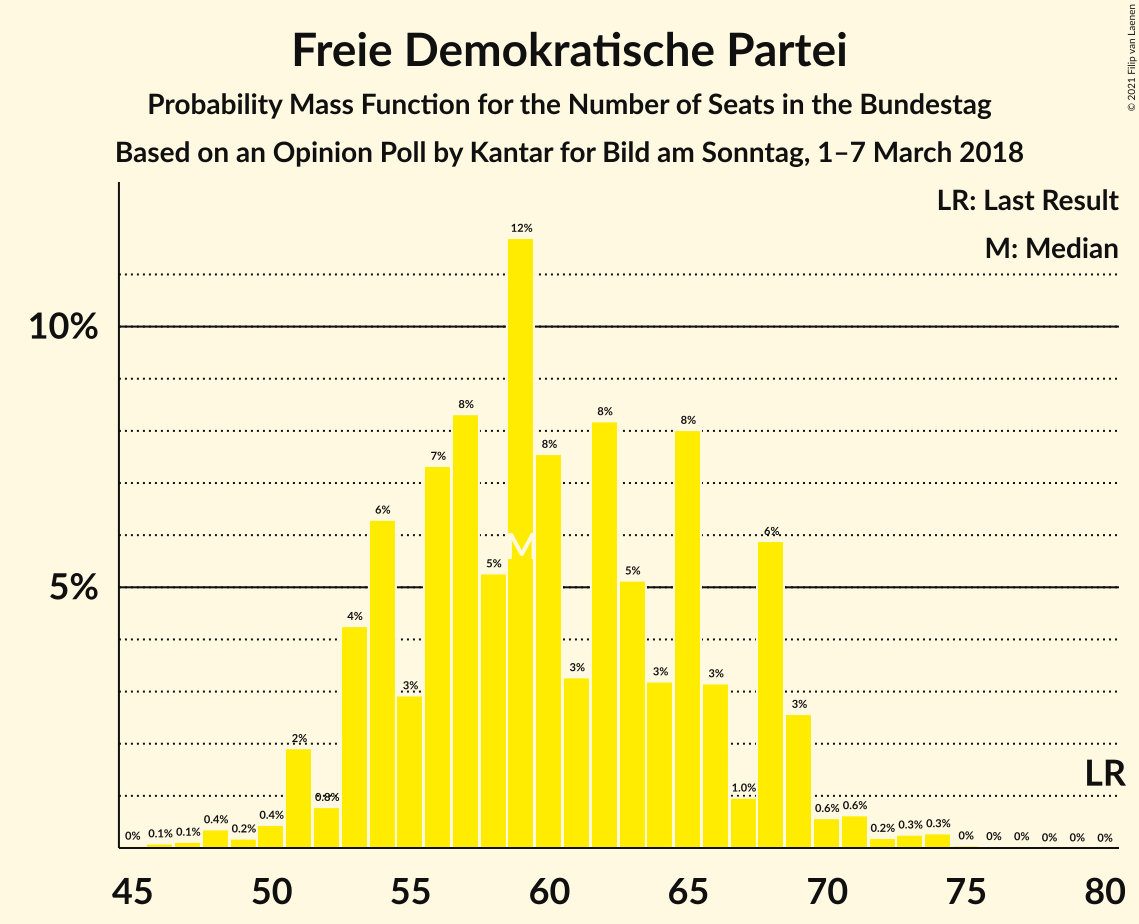 Freie Demokratische Partei
Probability Mass Function for the Number of Seats in the Bundestag
Based on an Opinion Poll by Kantar for Bild am Sonntag, 1–7 March 2018
© 2021 Filip van Laenen
LR: Last Result
M: Median
10%
5%
0% 0.1% 0.1% 0.4% 0.2% 0.4% 2% 0.8% 4% 6% 3% 7% 8% 5% 12% 8% 3% 8% 5% 3% 8% 3% 1.0% 6% 3% 0.6% 0.6% 0.2% 0.3% 0.3% 0% 0% 0% 0% 0% 0%
M
LR
45 50 55 60 65 70 75 80